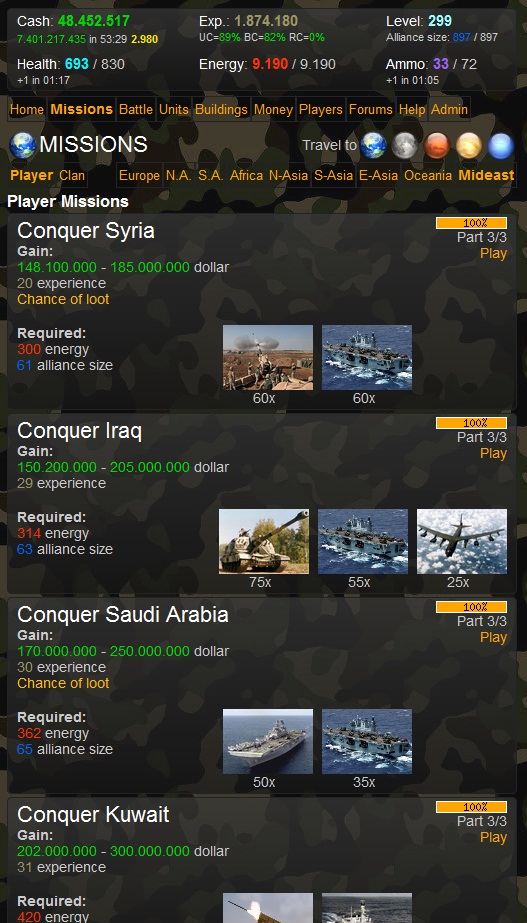 Cash: 48.452.517 Exp.: 1.874.180 Level: 299
7.401.217.435 in 53:29 2.980 UC=89% BC=82% RC=0% Alliance size: 897 / 897
Health: 693 / 830 Energy: 9.190 / 9.190 Ammo: 33 / 72
+1 in 01:17 +1 in 01:05
Home Missions Battle Units Buildings Money Players Forums Help Admin
MISSIONS Travel to
Player Clan Europe N.A. S.A. Africa N-Asia S-Asia E-Asia Oceania Mideast
Player Missions
Conquer Syria 100%
Part 3/3
Gain:
Play
148.100.000 - 185.000.000 dollar
20 experience
Chance of loot
Required:
300 energy
61 alliance size
60x 60x
Conquer Iraq 100%
Part 3/3
Gain:
Play
150.200.000 - 205.000.000 dollar
29 experience
Required:
314 energy
63 alliance size
75x 55x 25x
Conquer Saudi Arabia 100%
Part 3/3
Gain:
Play
170.000.000 - 250.000.000 dollar
30 experience
Chance of loot
Required:
362 energy
65 alliance size
50x 35x
Conquer Kuwait 100%
Part 3/3
Gain:
Play
202.000.000 - 300.000.000 dollar
31 experience
Required:
420 energy